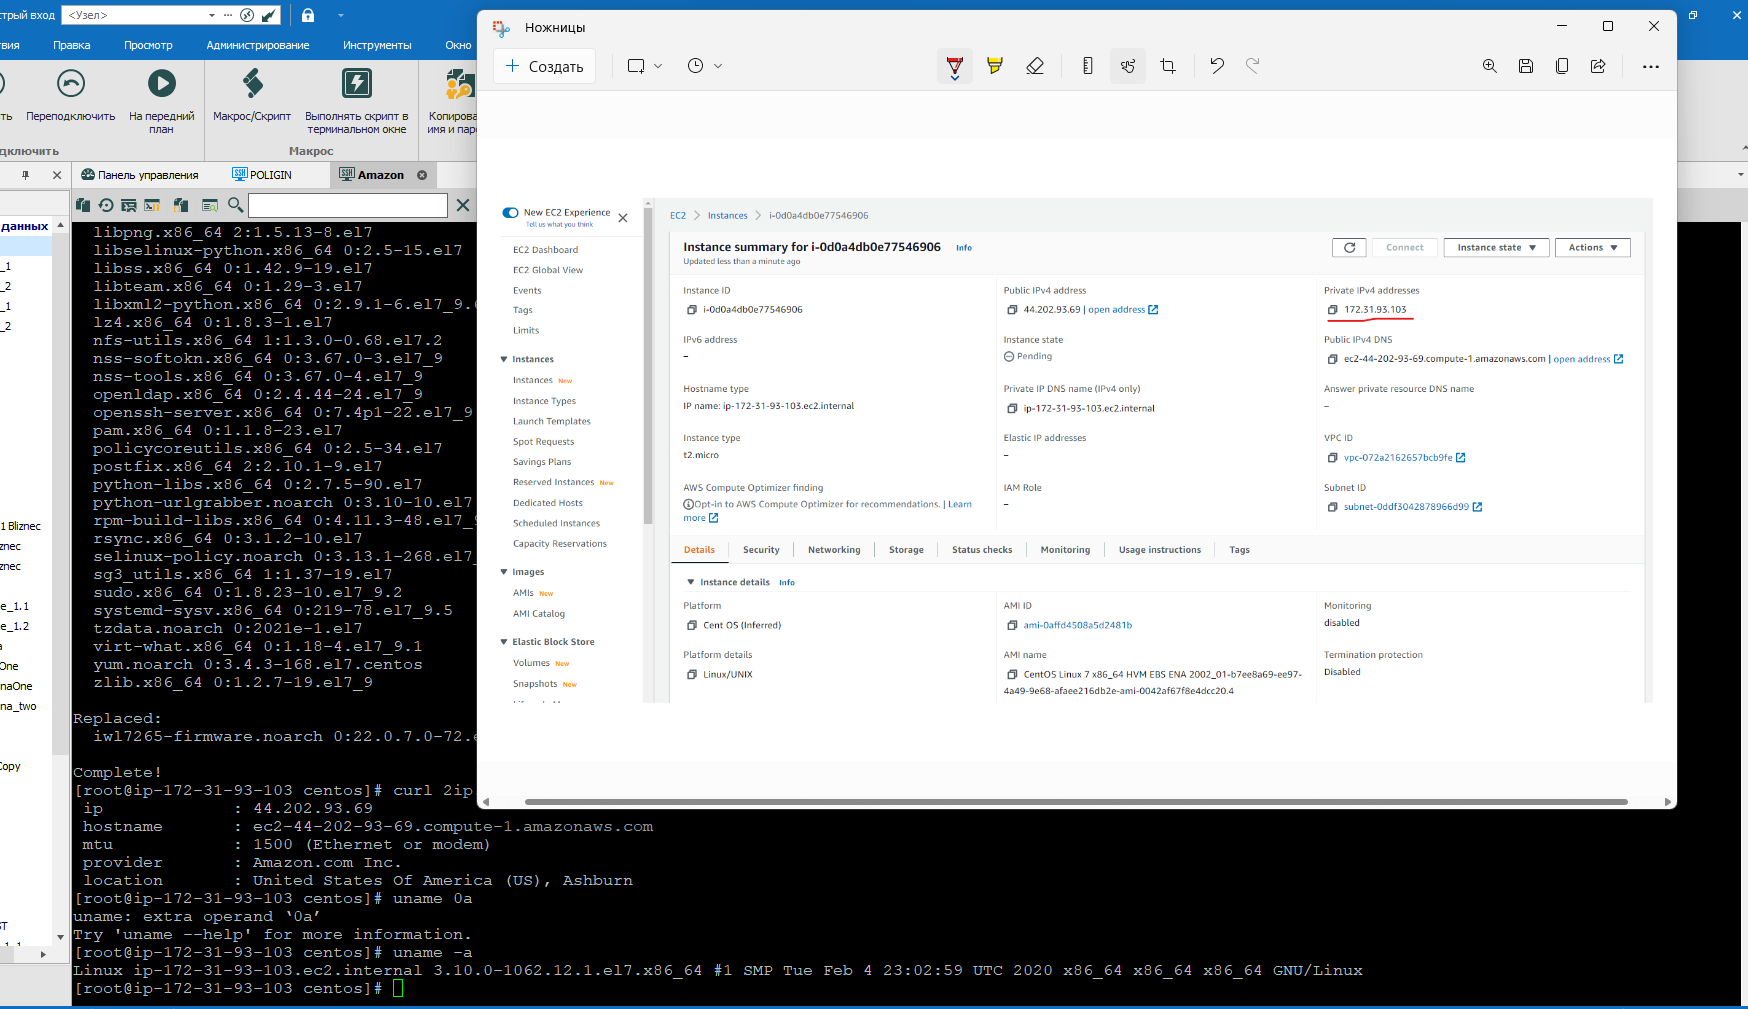 стрый вход
<Узел>
Правка
Просмотр
Администрирование
Инструменты
Окно
Переподключить
На передний план
Макрос/Скрипт
Выполнять скрипт в терминальном окне
Макрос
Панель управления
POLIGIN
Amazon
данных
_1
_2
_1
_2
1 Bliznec
znec
znec
e_1.1
e_1.2
a
One
naOne
na_two
Copy
ST
libpng.x86_64 2:1.5.13-8.el7
libselinux-python.x86_64 0:2.5-15.el7
libss.x86_64 0:1.42.9-19.el7
libteam.x86_64 0:1.29-3.el7
libxml2-python.x86_64 0:2.9.1-6.el7_9.
lz4.x86_64 0:1.8.3-1.el7
nfs-utils.x86_64 1:1.3.0-0.68.el7.2
nss-softokn.x86_64 0:3.67.0-3.el7_9
nss-tools.x86_64 0:3.67.0-4.el7_9
openldap.x86_64 0:2.4.44-24.el7_9
openssh-server.x86_64 0:7.4p1-22.el7_9
pam.x86_64 0:1.1.8-23.el7
policycoreutils.x86_64 0:2.5-34.el7
postfix.x86_64 2:2.10.1-9.el7
python-libs.x86_64 0:2.7.5-90.el7
python-urlgrabber.noarch 0:3.10-10.el7
rpm-build-libs.x86_64 0:4.11.3-48.el7_
rsync.x86_64 0:3.1.2-10.el7
selinux-policy.noarch 0:3.13.1-268.el7_
sg3_utils.x86_64 1:1.37-19.el7
sudo.x86_64 0:1.8.23-10.el7_9.2
systemd-sysv.x86_64 0:219-78.el7_9.5
tzdata.noarch 0:2021e-1.el7
virt-what.x86_64 0:1.18-4.el7_9.1
yum.noarch 0:3.4.3-168.el7.centos
zlib.x86_64 0:1.2.7-19.el7_9
Replaced:
iwl7265-firmware.noarch 0:22.0.7.0-72.
Complete!
[root@ip-172-31-93-103 centos]# curl 2ip
ip : 44.202.93.69
hostname : ec2-44-202-93-69.compute-1.amazonaws.com
mtu : 1500 (Ethernet or modem)
provider : Amazon.com Inc.
location : United States Of America (US), Ashburn
[root@ip-172-31-93-103 centos]# uname 0a
uname: extra operand ‘0a’
Try 'uname --help' for more information.
[root@ip-172-31-93-103 centos]# uname -a
Linux ip-172-31-93-103.ec2.internal 3.10.0-1062.12.1.el7.x86_64 #1 SMP Tue Feb 4 23:02:59 UTC 2020 x86_64 x86_64 x86_64 GNU/Linux
[root@ip-172-31-93-103 centos]#
Ножницы
Создать
New EC2 Experience
Tell us what you think
EC2 Dashboard
EC2 Global View
Events
Tags
Limits
Instances
Instances New
Instance Types
Launch Templates
Spot Requests
Savings Plans
Reserved Instances New
Dedicated Hosts
Scheduled Instances
Capacity Reservations
Images
AMIs New
AMI Catalog
Elastic Block Store
Volumes New
Snapshots New
EC2 > Instances > i-0d0a4db0e77546906
Instance summary for i-0d0a4db0e77546906 Info
Updated less than a minute ago
Connect
Instance state
Actions
Instance ID
i-0d0a4db0e77546906
Public IPv4 address
44.202.93.69 | open address
Private IPv4 addresses
172.31.93.103
IPv6 address
–
Instance state
Pending
Public IPv4 DNS
ec2-44-202-93-69.compute-1.amazonaws.com | open address
Hostname type
IP name: ip-172-31-93-103.ec2.internal
Private IP DNS name (IPv4 only)
ip-172-31-93-103.ec2.internal
Answer private resource DNS name
–
Instance type
t2.micro
Elastic IP addresses
–
VPC ID
vpc-072a2162657bcb9fe
AWS Compute Optimizer finding
Opt-in to AWS Compute Optimizer for recommendations. | Learn
more
IAM Role
–
Subnet ID
subnet-0ddf3042878966d99
Details
Security
Networking
Storage
Status checks
Monitoring
Usage instructions
Tags
Instance details Info
Platform
Cent OS (Inferred)
AMI ID
ami-0affd4508a5d2481b
Monitoring
disabled
Platform details
Linux/UNIX
AMI name
CentOS Linux 7 x86_64 HVM EBS ENA 2002_01-b7ee8a69-ee97-
4a49-9e68-afaee216db2e-ami-0042af67f8e4dcc20.4
Termination protection
Disabled